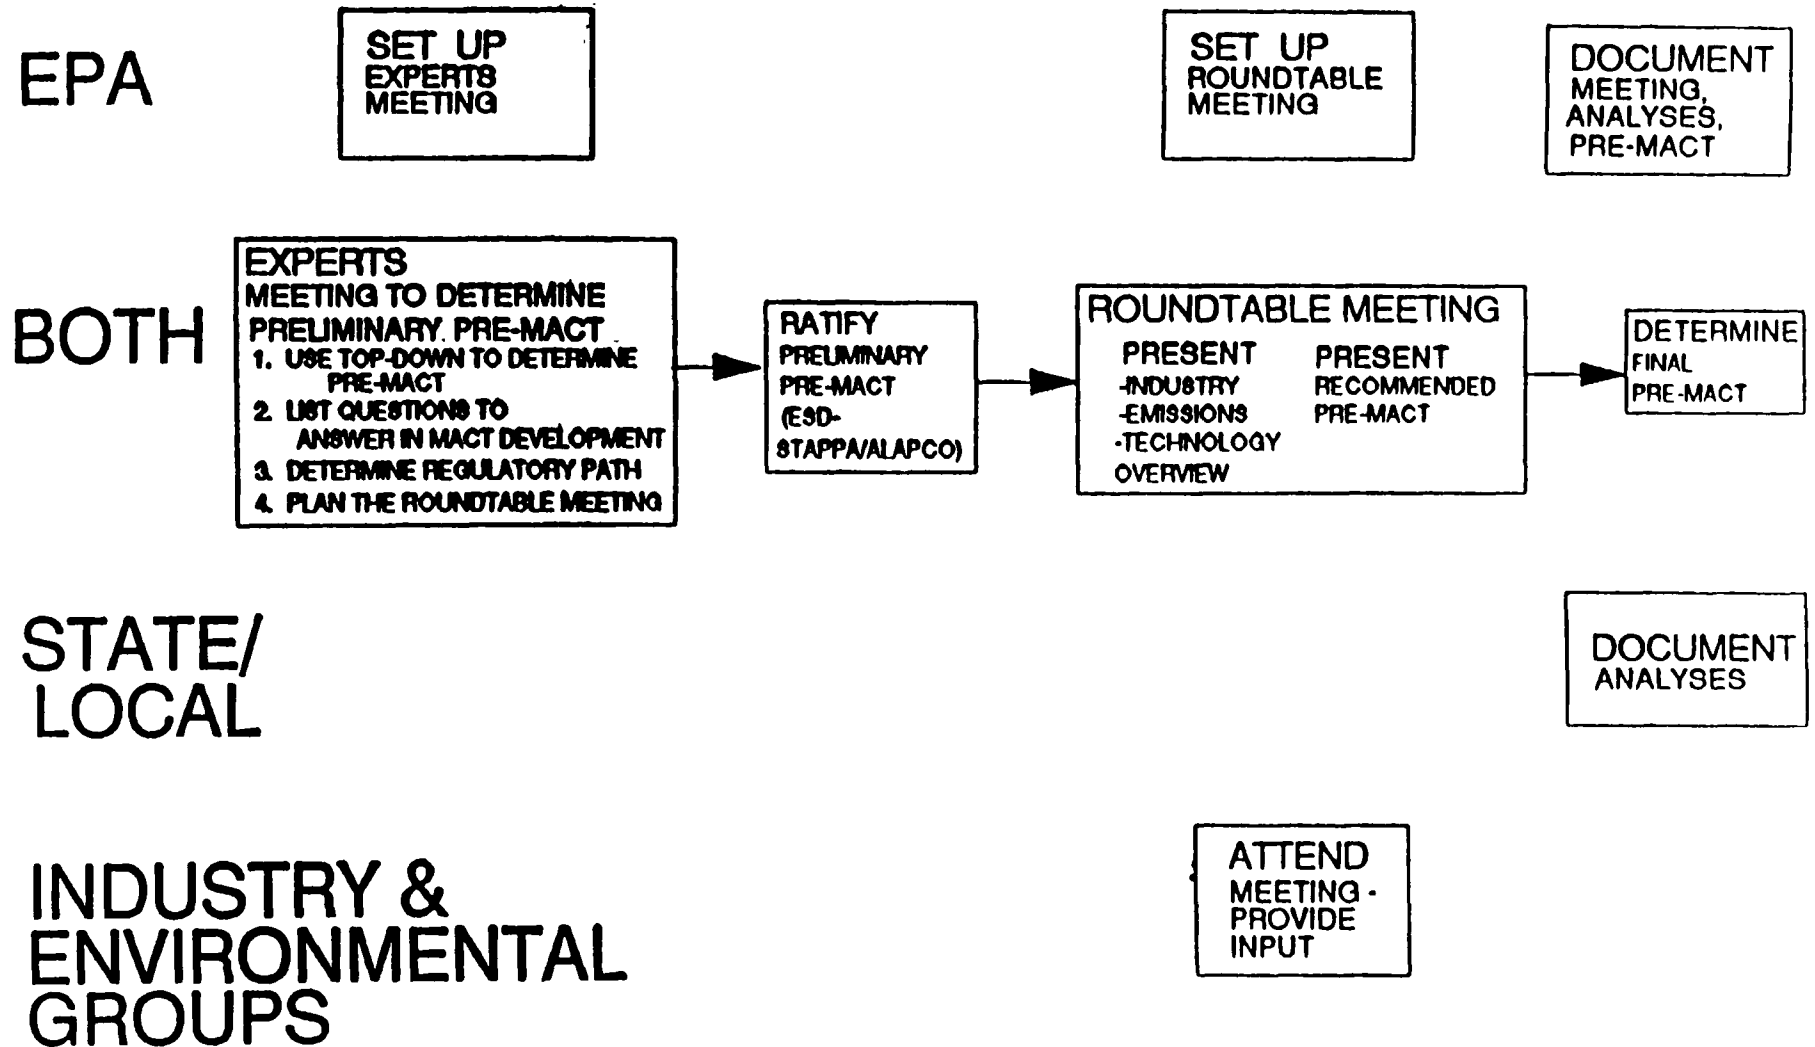 EPA
SET UP
EXPERTS
MEETING
SET UP
ROUNDTABLE
MEETING
DOCUMENT
MEETING,
ANALYSES,
PRE-MACT
BOTH
EXPERTS
MEETING TO DETERMINE
PRELIMINARY. PRE-MACT
1. USE TOP-DOWN TO DETERMINE
PRE-MACT
2. LIST QUESTIONS TO
ANSWER IN MACT DEVELOPMENT
3. DETERMINE REGULATORY PATH
4. PLAN THE ROUNDTABLE MEETING
RATIFY
PRELIMINARY
PRE-MACT
(ESD-
STAPPA/ALAPCO)
ROUNDTABLE MEETING
PRESENT
-INDUSTRY
-EMISSIONS
-TECHNOLOGY
OVERVIEW
PRESENT
RECOMMENDED
PRE-MACT
DETERMINE
FINAL
PRE-MACT
STATE/
LOCAL
DOCUMENT
ANALYSES
INDUSTRY &
ENVIRONMENTAL
GROUPS
ATTEND
MEETING -
PROVIDE
INPUT